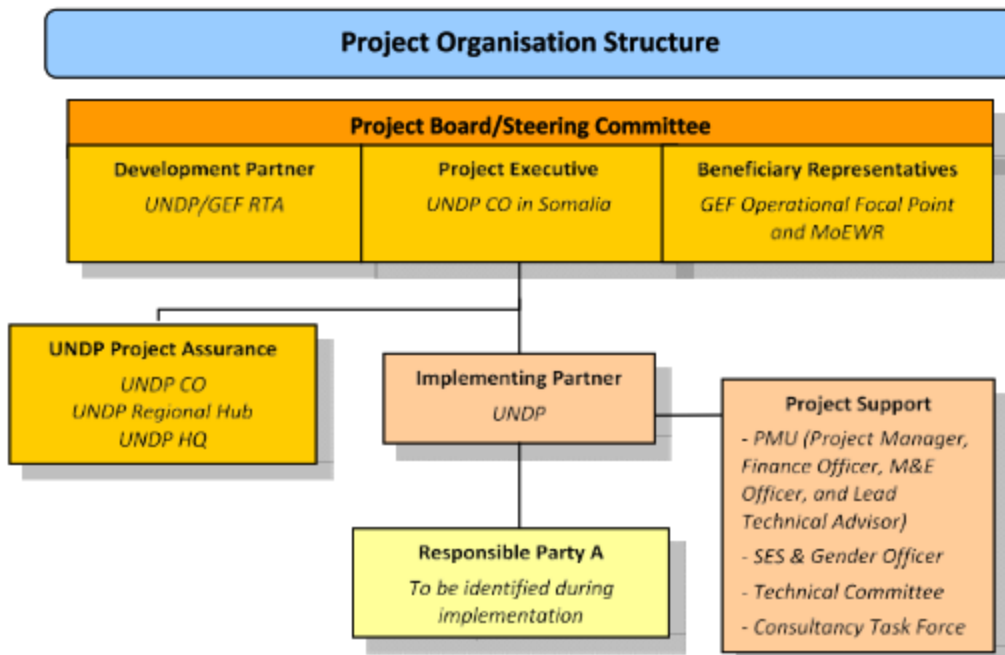 Project Organisation Structure
Project Board/Steering Committee
Development Partner
UNDP/GEF RTA
Project Executive
UNDP CO in Somalia
Beneficiary Representatives
GEF Operational Focal Point
and MoEWR
UNDP Project Assurance
UNDP CO
UNDP Regional Hub
UNDP HQ
Implementing Partner
UNDP
Project Support
- PMU (Project Manager,
Finance Officer, M&E
Officer, and Lead
Technical Advisor)
- SES & Gender Officer
- Technical Committee
- Consultancy Task Force
Responsible Party A
To be identified during
implementation